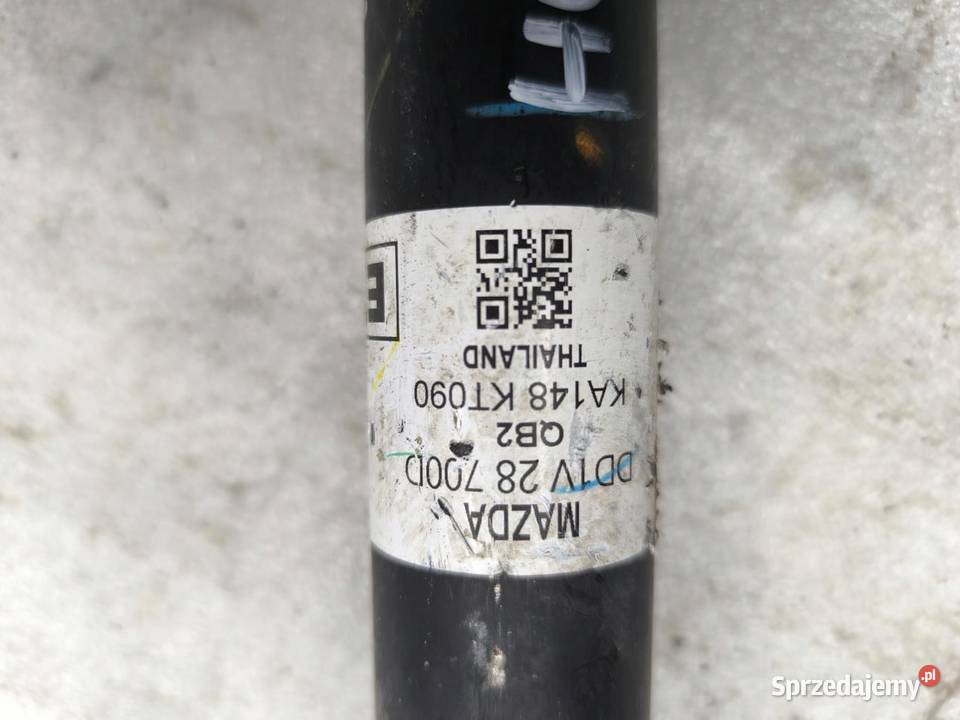 MAZDA
DD1V 28 700D
QB2
KA148 KT090
THAILAND
Sprzedajemy.pl